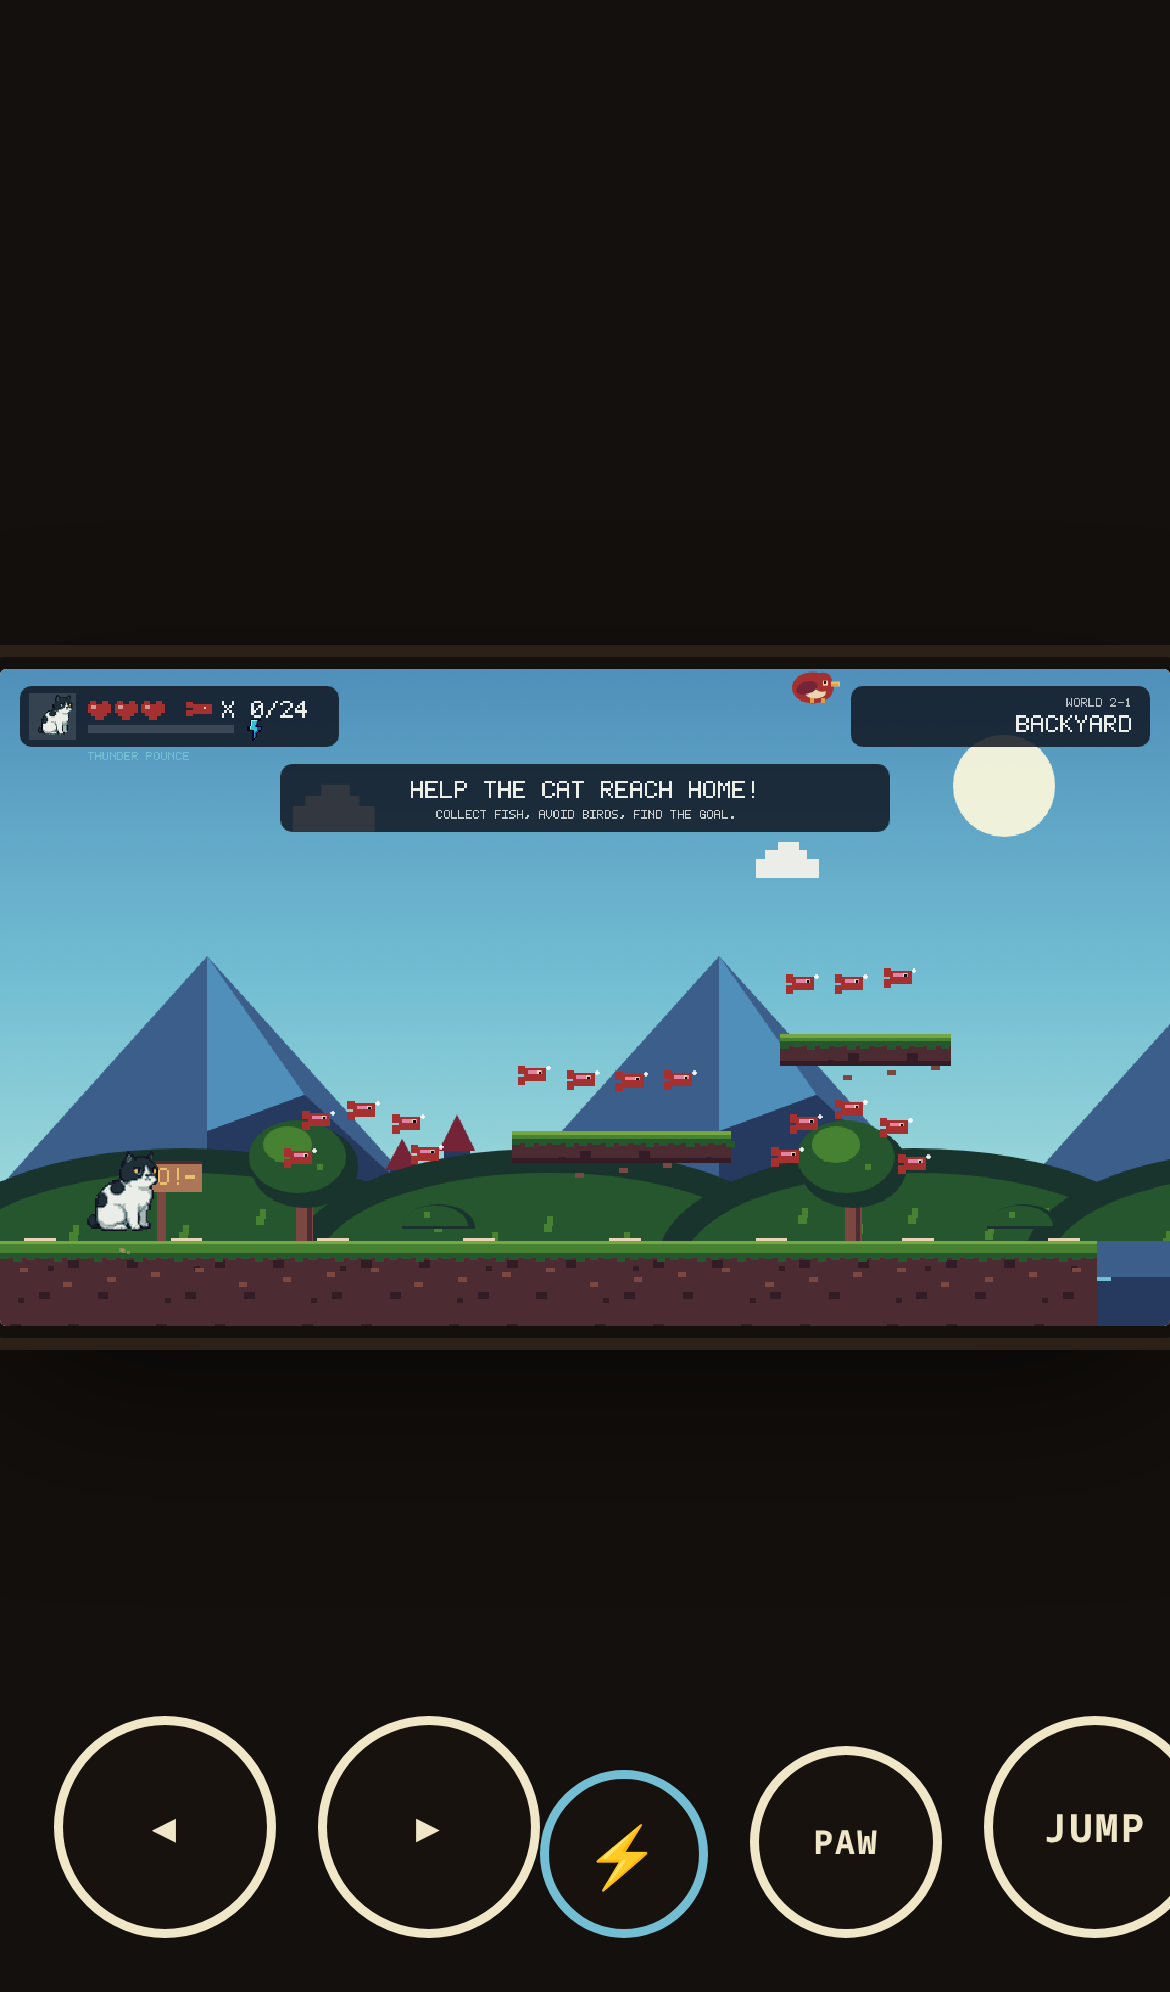 X 0/24
THUNDER POUNCE
WORLD 2-1
BACKYARD
HELP THE CAT REACH HOME!
COLLECT FISH, AVOID BIRDS, FIND THE GOAL.
PAW
JUMP